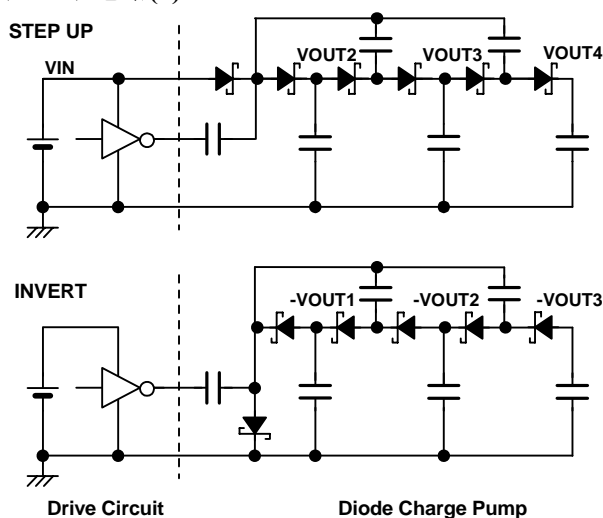 STEP UP
VIN
VOUT2
VOUT3
VOUT4
INVERT
-VOUT1
-VOUT2
-VOUT3
Drive Circuit
Diode Charge Pump